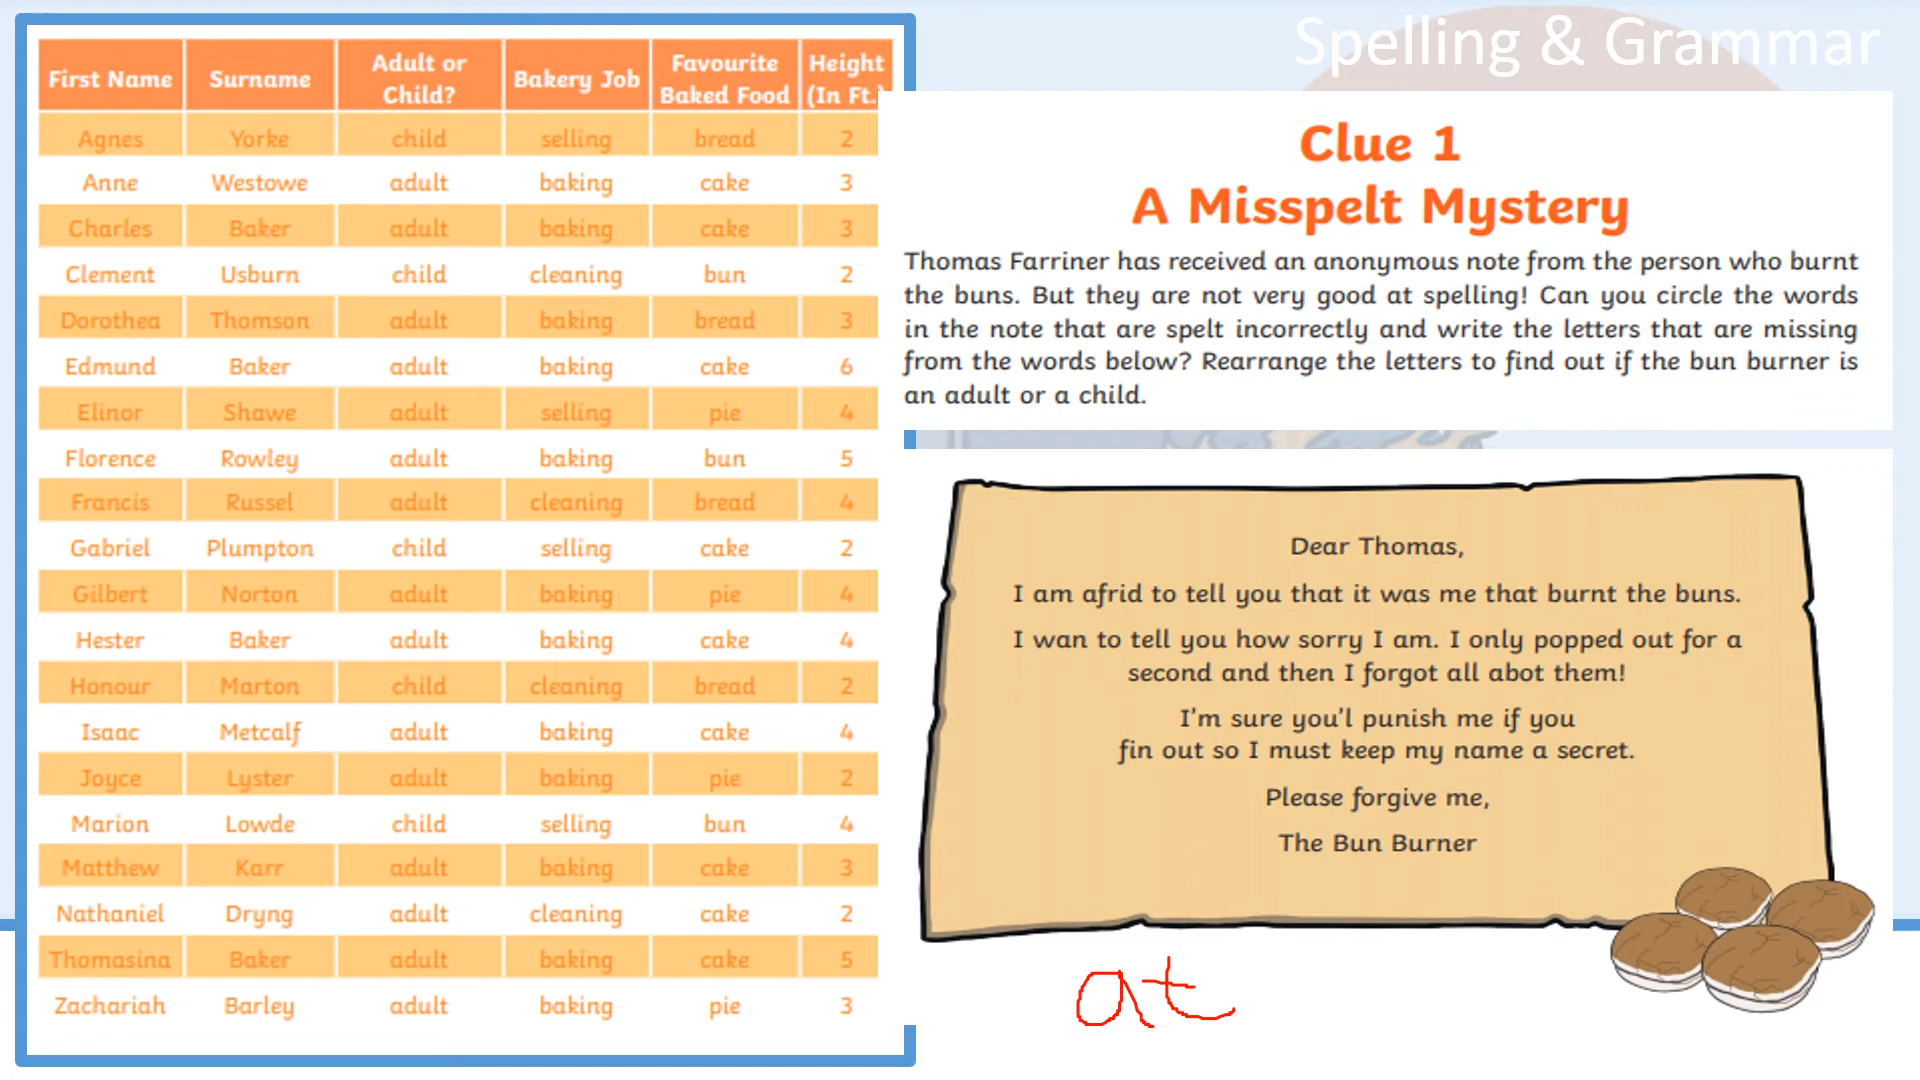 Spelling & Grammar
First Name Surname Adult or Child? Bakery Job Favourite Baked Food Height (In Ft.)
Agnes Yorke child selling bread 2
Anne Westowe adult baking cake 3
Charles Baker adult baking cake 3
Clement Usburn child cleaning bun 2
Dorothea Thomson adult baking bread 3
Edmund Baker adult baking cake 6
Elinor Shawe adult selling pie 4
Florence Rowley adult baking bun 5
Francis Russel adult cleaning bread 4
Gabriel Plumpton child selling cake 2
Gilbert Norton adult baking pie 4
Hester Baker adult baking cake 4
Honour Marton child cleaning bread 2
Isaac Metcalf adult baking cake 4
Joyce Lyster adult baking pie 2
Marion Lowde child selling bun 4
Matthew Karr adult baking cake 3
Nathaniel Dryng adult cleaning cake 2
Thomasina Baker adult baking cake 5
Zachariah Barley adult baking pie 3
Clue 1
A Misspelt Mystery
Thomas Farriner has received an anonymous note from the person who burnt
the buns. But they are not very good at spelling! Can you circle the words
in the note that are spelt incorrectly and write the letters that are missing
from the words below? Rearrange the letters to find out if the bun burner is
an adult or a child.
Dear Thomas,
I am afrid to tell you that it was me that burnt the buns.
I wan to tell you how sorry I am. I only popped out for a
second and then I forgot all abot them!
I'm sure you'l punish me if you
fin out so I must keep my name a secret.
Please forgive me,
The Bun Burner
at